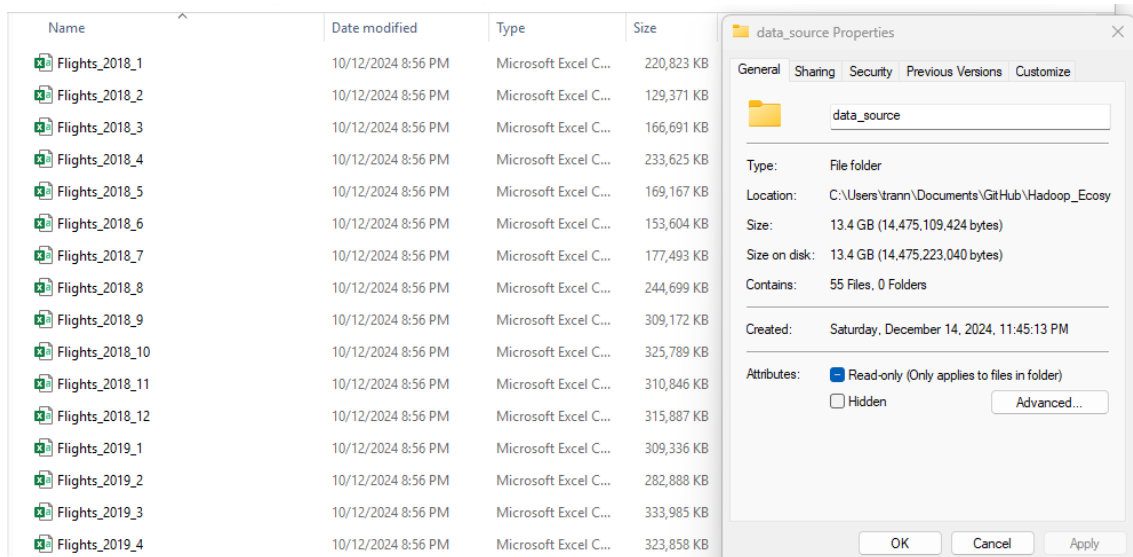 Name Date modified Type Size
Flights_2018_1 10/12/2024 8:56 PM Microsoft Excel C... 220,823 KB
Flights_2018_2 10/12/2024 8:56 PM Microsoft Excel C... 129,371 KB
Flights_2018_3 10/12/2024 8:56 PM Microsoft Excel C... 166,691 KB
Flights_2018_4 10/12/2024 8:56 PM Microsoft Excel C... 233,625 KB
Flights_2018_5 10/12/2024 8:56 PM Microsoft Excel C... 169,167 KB
Flights_2018_6 10/12/2024 8:56 PM Microsoft Excel C... 153,604 KB
Flights_2018_7 10/12/2024 8:56 PM Microsoft Excel C... 177,493 KB
Flights_2018_8 10/12/2024 8:56 PM Microsoft Excel C... 244,699 KB
Flights_2018_9 10/12/2024 8:56 PM Microsoft Excel C... 309,172 KB
Flights_2018_10 10/12/2024 8:56 PM Microsoft Excel C... 325,789 KB
Flights_2018_11 10/12/2024 8:56 PM Microsoft Excel C... 310,846 KB
Flights_2018_12 10/12/2024 8:56 PM Microsoft Excel C... 315,887 KB
Flights_2019_1 10/12/2024 8:56 PM Microsoft Excel C... 309,336 KB
Flights_2019_2 10/12/2024 8:56 PM Microsoft Excel C... 282,888 KB
Flights_2019_3 10/12/2024 8:56 PM Microsoft Excel C... 333,985 KB
Flights_2019_4 10/12/2024 8:56 PM Microsoft Excel C... 323,858 KB
data_source Properties
General Sharing Security Previous Versions Customize
data_source
Type: File folder
Location: C:\Users\trann\Documents\GitHub\Hadoop_Ecosy
Size: 13.4 GB (14,475,109,424 bytes)
Size on disk: 13.4 GB (14,475,223,040 bytes)
Contains: 55 Files, 0 Folders
Created: Saturday, December 14, 2024, 11:45:13 PM
Attributes: Read-only (Only applies to files in folder)
Hidden Advanced...
OK Cancel Apply